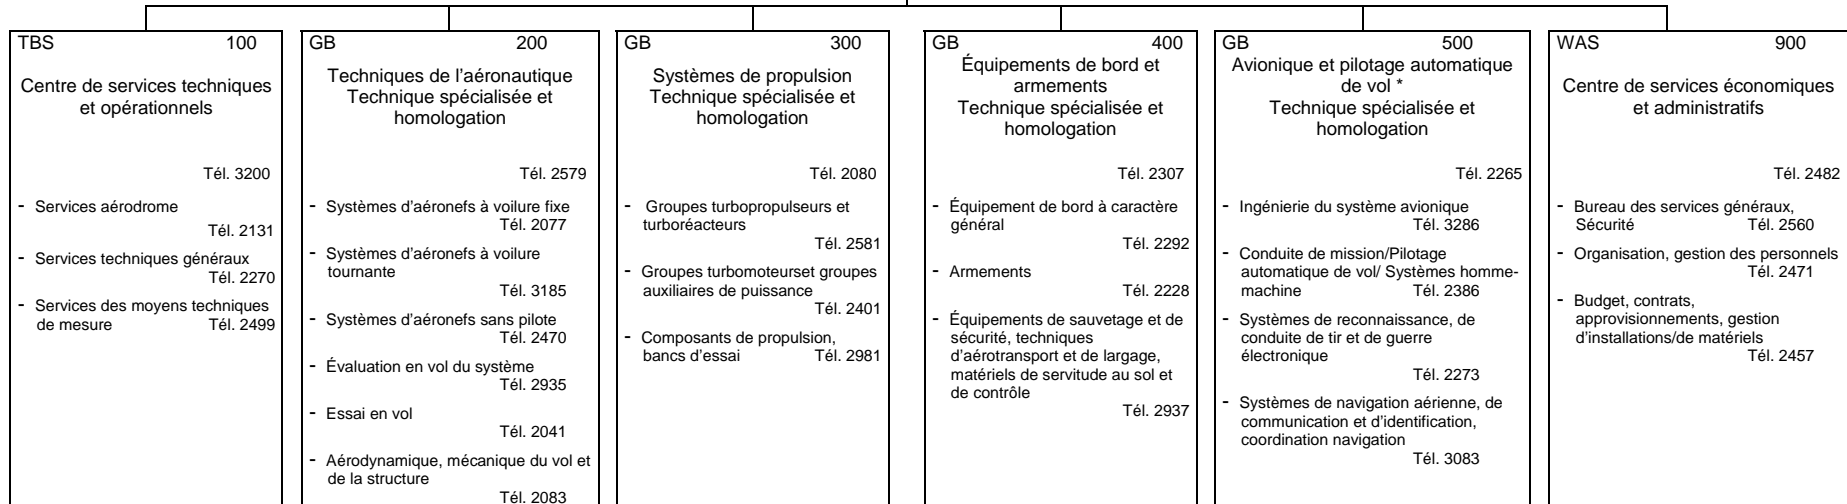 TBS 100
Centre de services techniques
et opérationnels
Tél. 3200
- Services aérodrome
Tél. 2131
- Services techniques généraux
Tél. 2270
- Services des moyens techniques
de mesure Tél. 2499
GB 200
Techniques de l’aéronautique
Technique spécialisée et
homologation
Tél. 2579
- Systèmes d’aéronefs à voilure fixe
Tél. 2077
- Systèmes d’aéronefs à voilure
tournante
Tél. 3185
- Systèmes d’aéronefs sans pilote
Tél. 2470
- Évaluation en vol du système
Tél. 2935
- Essai en vol
Tél. 2041
- Aérodynamique, mécanique du vol et
de la structure
Tél. 2083
GB 300
Systèmes de propulsion
Technique spécialisée et
homologation
Tél. 2080
- Groupes turbopropulseurs et
turboréacteurs
Tél. 2581
- Groupes turbomoteurset groupes
auxiliaires de puissance
Tél. 2401
- Composants de propulsion,
bancs d’essai Tél. 2981
GB 400
Équipements de bord et
armements
Technique spécialisée et
homologation
Tél. 2307
- Équipement de bord à caractère
général
Tél. 2292
- Armements
Tél. 2228
- Équipements de sauvetage et de
sécurité, techniques
d’aérotransport et de largage,
matériels de servitude au sol et
de contrôle
Tél. 2937
GB 500
Avionique et pilotage automatique
de vol *
Technique spécialisée et
homologation
Tél. 2265
- Ingénierie du système avionique
Tél. 3286
- Conduite de mission/Pilotage
automatique de vol/ Systèmes homme-
machine Tél. 2386
- Systèmes de reconnaissance, de
conduite de tir et de guerre
électronique
Tél. 2273
- Systèmes de navigation aérienne, de
communication et d’identification,
coordination navigation
Tél. 3083
WAS 900
Centre de services économiques
et administratifs
Tél. 2482
- Bureau des services généraux,
Sécurité Tél. 2560
- Organisation, gestion des personnels
Tél. 2471
- Budget, contrats,
approvisionnements, gestion
d’installations/de matériels
Tél. 2457